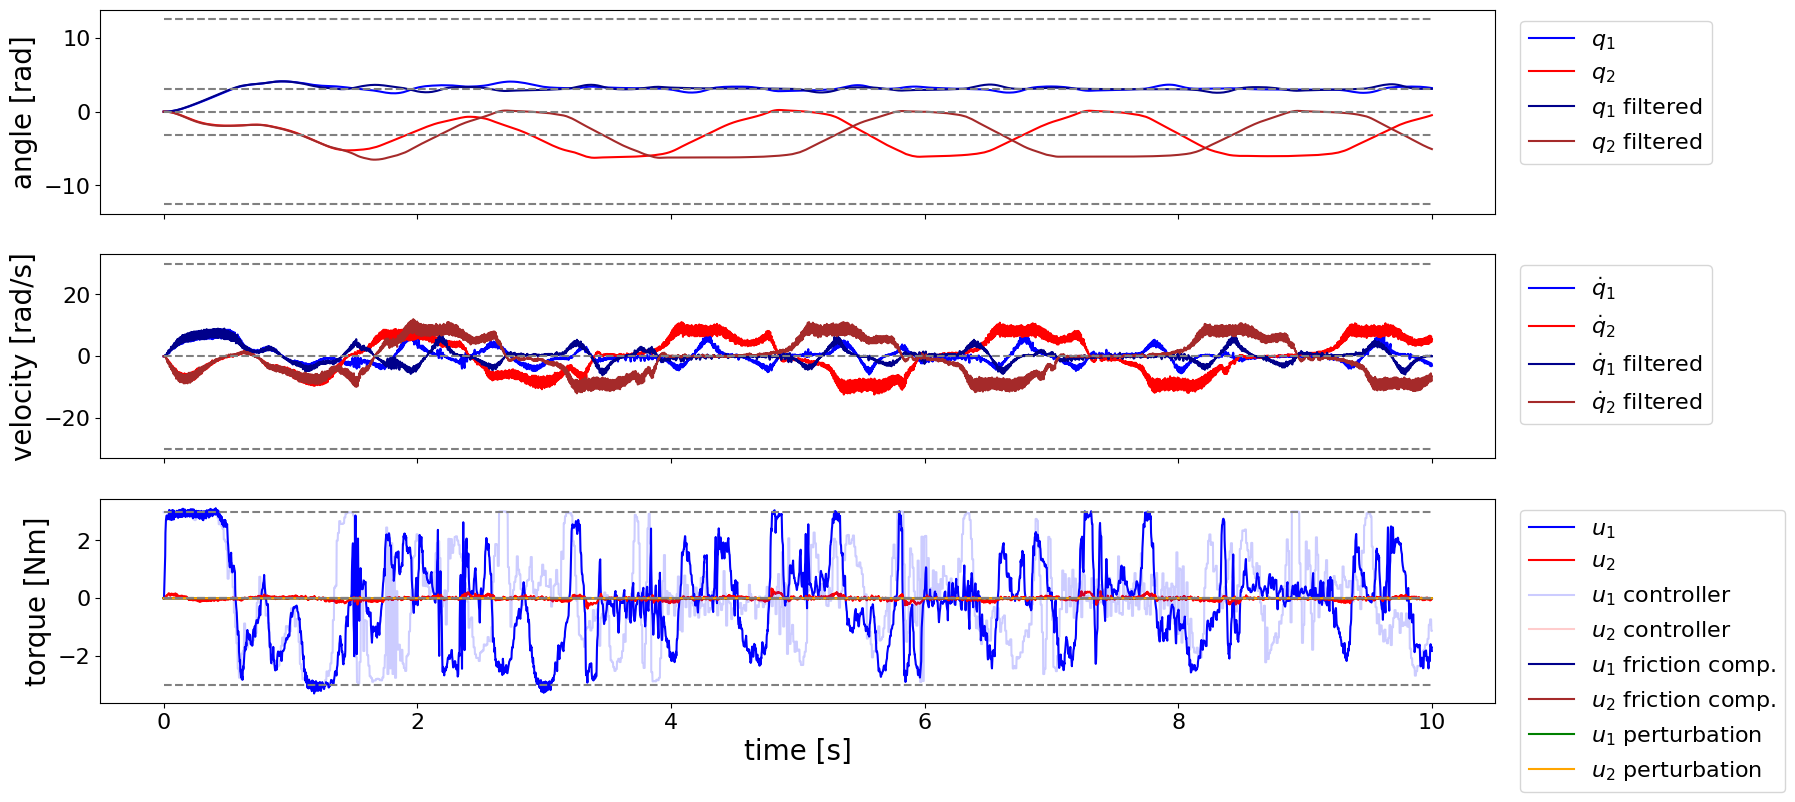 angle [rad]
10
0
−10
q₁
q₂
q₁ filtered
q₂ filtered
velocity [rad/s]
20
0
−20
q̇₁
q̇₂
q̇₁ filtered
q̇₂ filtered
torque [Nm]
2
0
−2
0 2 4 6 8 10
time [s]
u₁
u₂
u₁ controller
u₂ controller
u₁ friction comp.
u₂ friction comp.
u₁ perturbation
u₂ perturbation